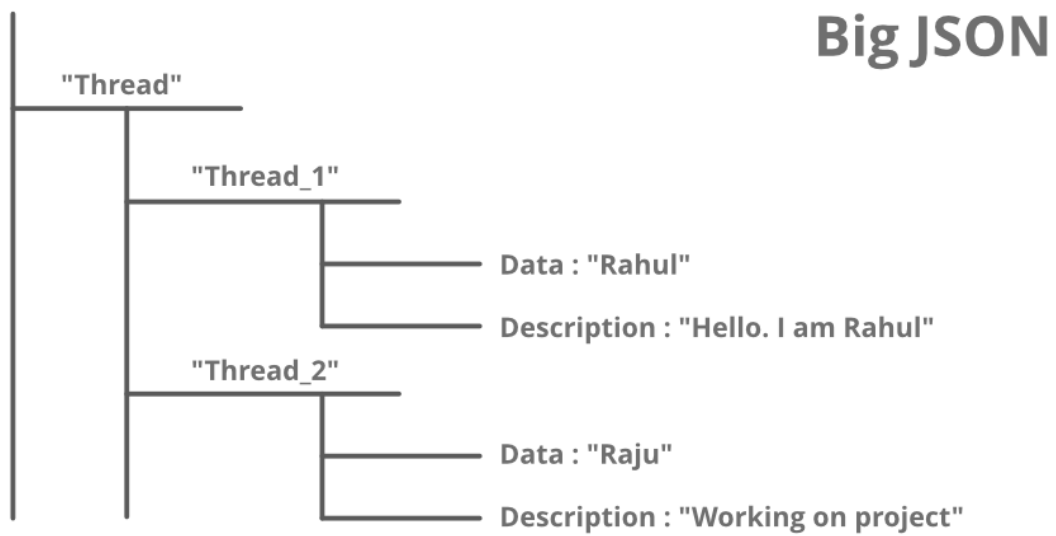 Big JSON
"Thread"
"Thread_1"
Data : "Rahul"
Description : "Hello. I am Rahul"
"Thread_2"
Data : "Raju"
Description : "Working on project"